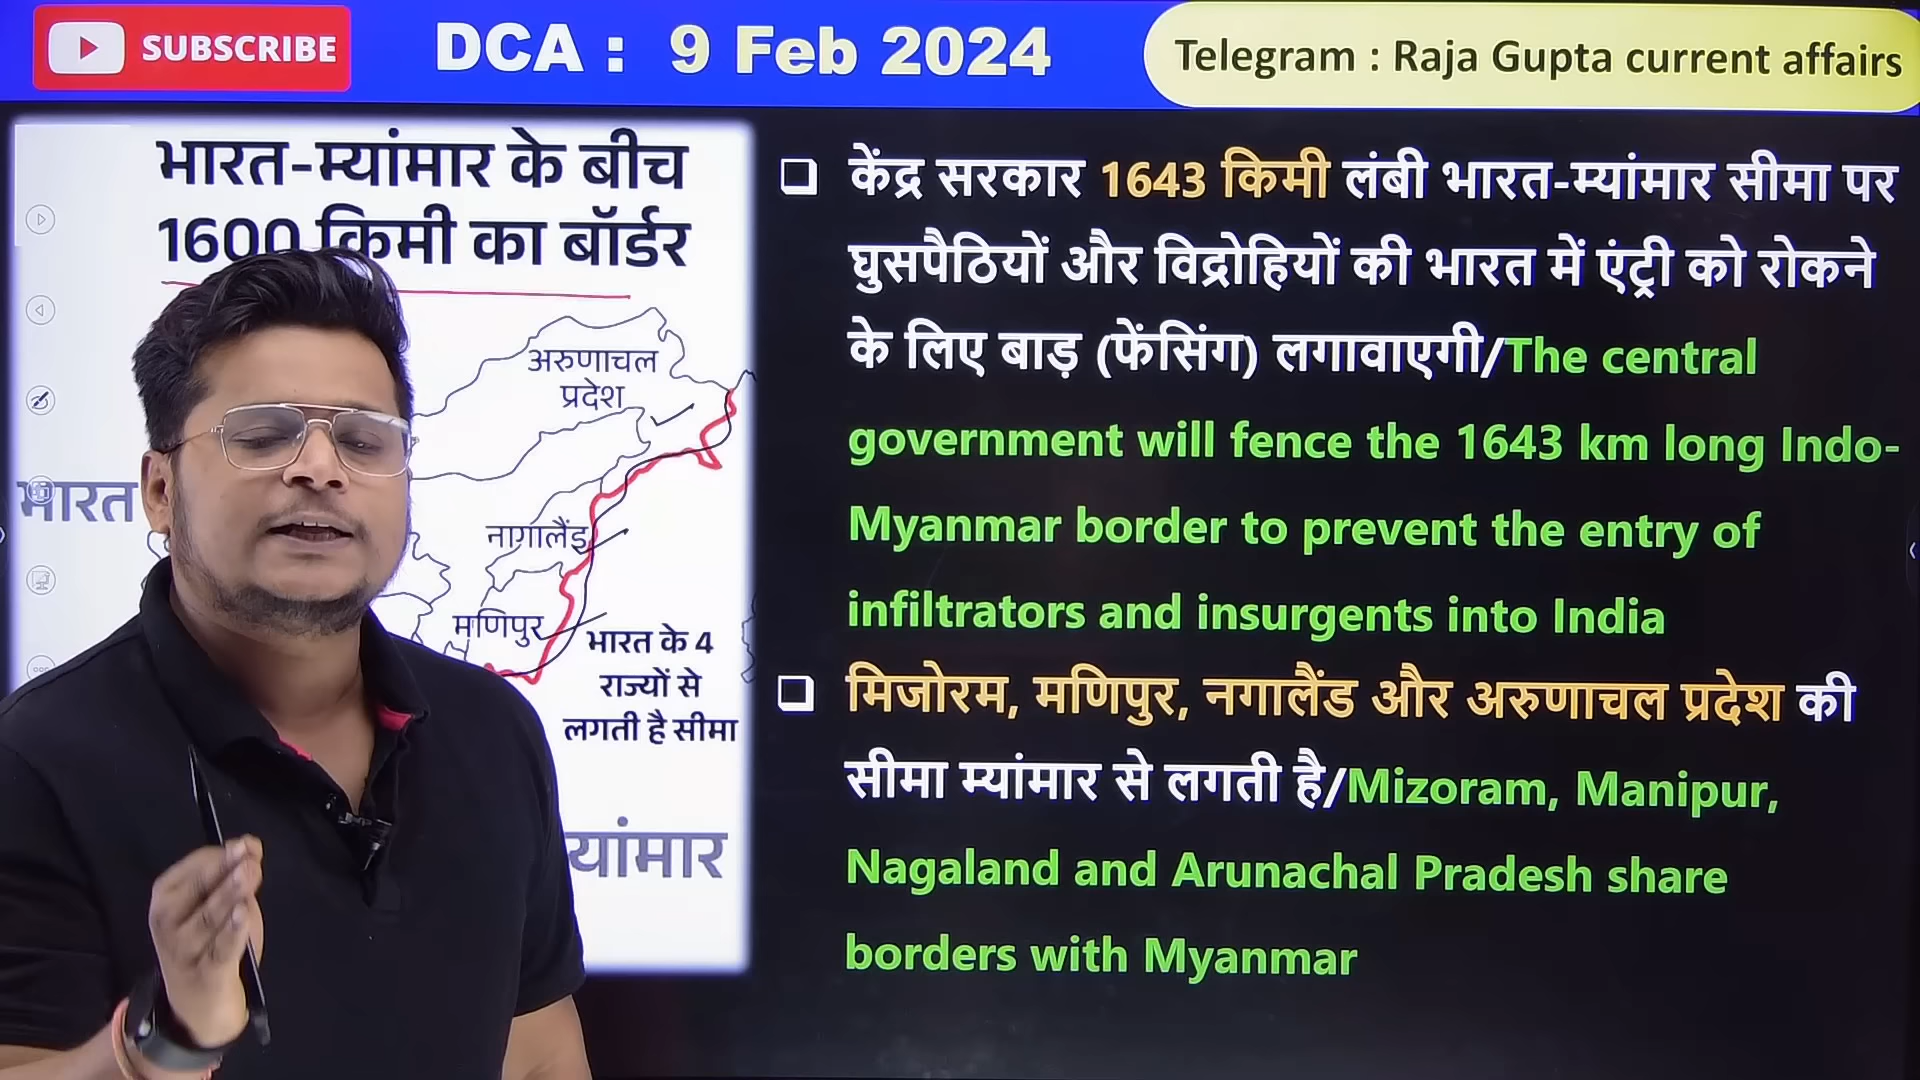 SUBSCRIBE
DCA : 9 Feb 2024
Telegram : Raja Gupta current affairs
भारत-म्यांमार के बीच
1600 किमी का बॉर्डर
अरुणाचल
प्रदेश
भारत
नागालैंड
मणिपुर
भारत के 4
राज्यों से
लगती है सीमा
यांमार
केंद्र सरकार 1643 किमी लंबी भारत-म्यांमार सीमा पर
घुसपैठियों और विद्रोहियों की भारत में एंट्री को रोकने
के लिए बाड़ (फेंसिंग) लगावाएगी/The central
government will fence the 1643 km long Indo-
Myanmar border to prevent the entry of
infiltrators and insurgents into India
मिजोरम, मणिपुर, नगालैंड और अरुणाचल प्रदेश की
सीमा म्यांमार से लगती है/Mizoram, Manipur,
Nagaland and Arunachal Pradesh share
borders with Myanmar